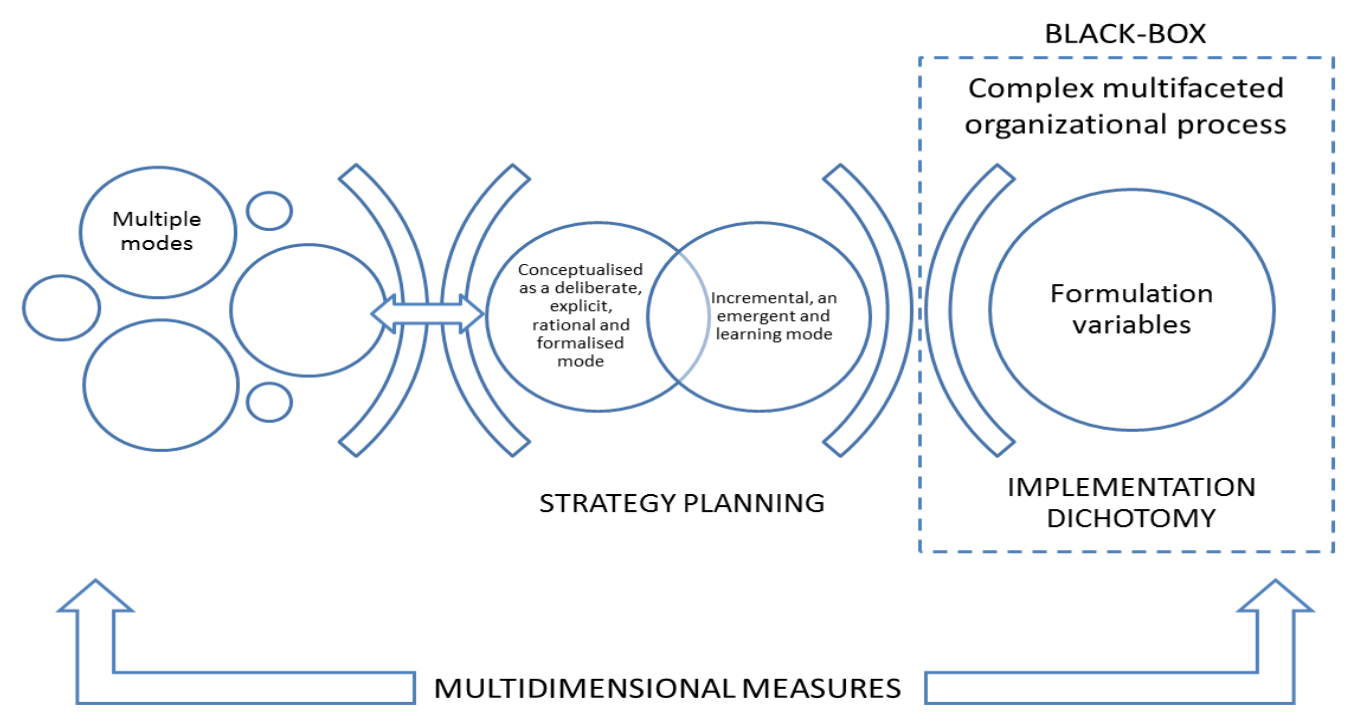 BLACK-BOX
Complex multifaceted
organizational process
Multiple
modes
Conceptualised
as a deliberate,
explicit,
rational and
formalised
mode
Incremental, an
emergent and
learning mode
Formulation
variables
STRATEGY PLANNING
IMPLEMENTATION
DICHOTOMY
MULTIDIMENSIONAL MEASURES